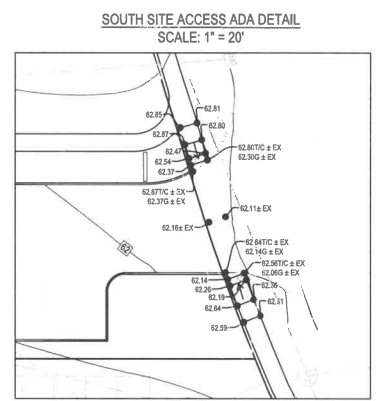 SOUTH SITE ACCESS ADA DETAIL
SCALE: 1" = 20'
62.81
62.85
62.80
62.87
62.47
62.54
62.80T/C ± EX
62.30G ± EX
62.37
62.87T/C ± EX
62.37G ± EX
62.11± EX
62.16± EX
62
62.64T/C ± EX
62.14G ± EX
62.56T/C ± EX
62.06G ± EX
62.14
62.26
62.19
62.64
62.59